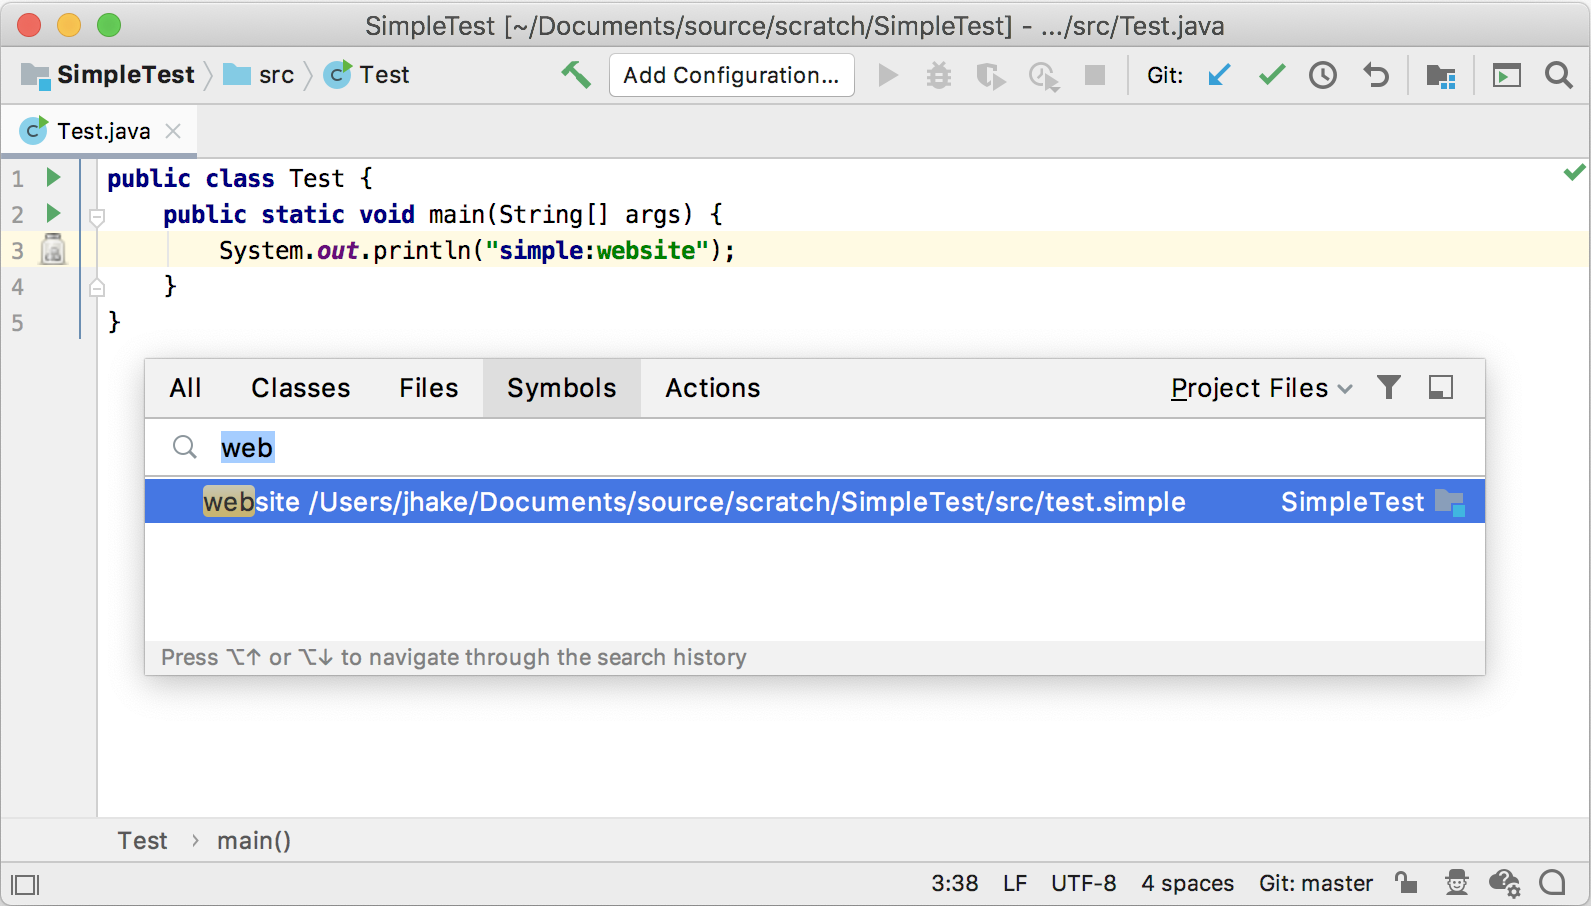 SimpleTest [~/Documents/source/scratch/SimpleTest] - .../src/Test.java
SimpleTest src Test Add Configuration... Git:
Test.java
1 public class Test {
2 public static void main(String[] args) {
3 System.out.println("simple:website");
4 }
5 }
All Classes Files Symbols Actions Project Files
web
website /Users/jhake/Documents/source/scratch/SimpleTest/src/test.simple SimpleTest
Press ⌥↑ or ⌥↓ to navigate through the search history
Test › main()
3:38 LF UTF-8 4 spaces Git: master